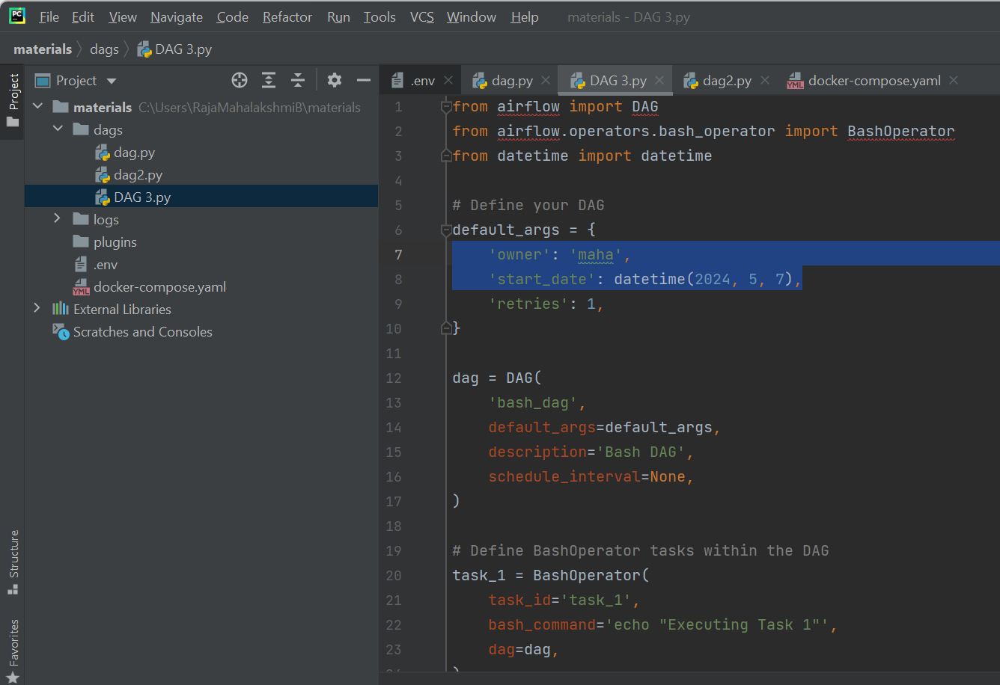 PC File Edit View Navigate Code Refactor Run Tools VCS Window Help materials - DAG 3.py
materials dags DAG 3.py
Project
Project
.env dag.py DAG 3.py dag2.py docker-compose.yaml
materials C:\Users\RajaMahalakshmiB\materials
dags
dag.py
dag2.py
DAG 3.py
logs
plugins
.env
YML docker-compose.yaml
External Libraries
Scratches and Consoles
Structure
Favorites
1 from airflow import DAG
2 from airflow.operators.bash_operator import BashOperator
3 from datetime import datetime
4
5 # Define your DAG
6 default_args = {
7 'owner': 'maha',
8 'start_date': datetime(2024, 5, 7),
9 'retries': 1,
10 }
11
12 dag = DAG(
13 'bash_dag',
14 default_args=default_args,
15 description='Bash DAG',
16 schedule_interval=None,
17 )
18
19 # Define BashOperator tasks within the DAG
20 task_1 = BashOperator(
21 task_id='task_1',
22 bash_command='echo "Executing Task 1"',
23 dag=dag,